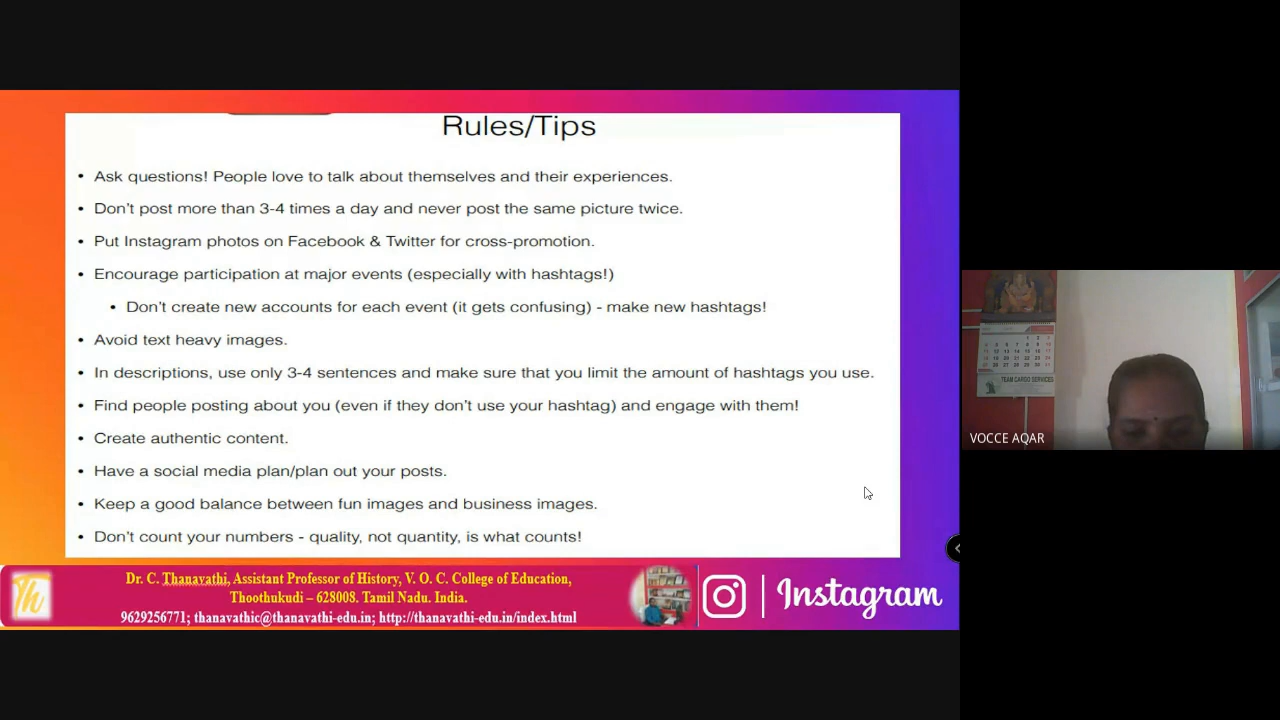 Rules/Tips
• Ask questions! People love to talk about themselves and their experiences.
• Don't post more than 3-4 times a day and never post the same picture twice.
• Put Instagram photos on Facebook & Twitter for cross-promotion.
• Encourage participation at major events (especially with hashtags!)
• Don't create new accounts for each event (it gets confusing) - make new hashtags!
• Avoid text heavy images.
• In descriptions, use only 3-4 sentences and make sure that you limit the amount of hashtags you use.
• Find people posting about you (even if they don't use your hashtag) and engage with them!
• Create authentic content.
• Have a social media plan/plan out your posts.
• Keep a good balance between fun images and business images.
• Don't count your numbers - quality, not quantity, is what counts!
Th
Dr. C. Thanavathi, Assistant Professor of History, V. O. C. College of Education,
Thoothukudi – 628008. Tamil Nadu. India.
9629256771; thanavathic@thanavathi-edu.in; http://thanavathi-edu.in/index.html
Instagram
TEAM CARGO SERVICES
VOCCE AQAR